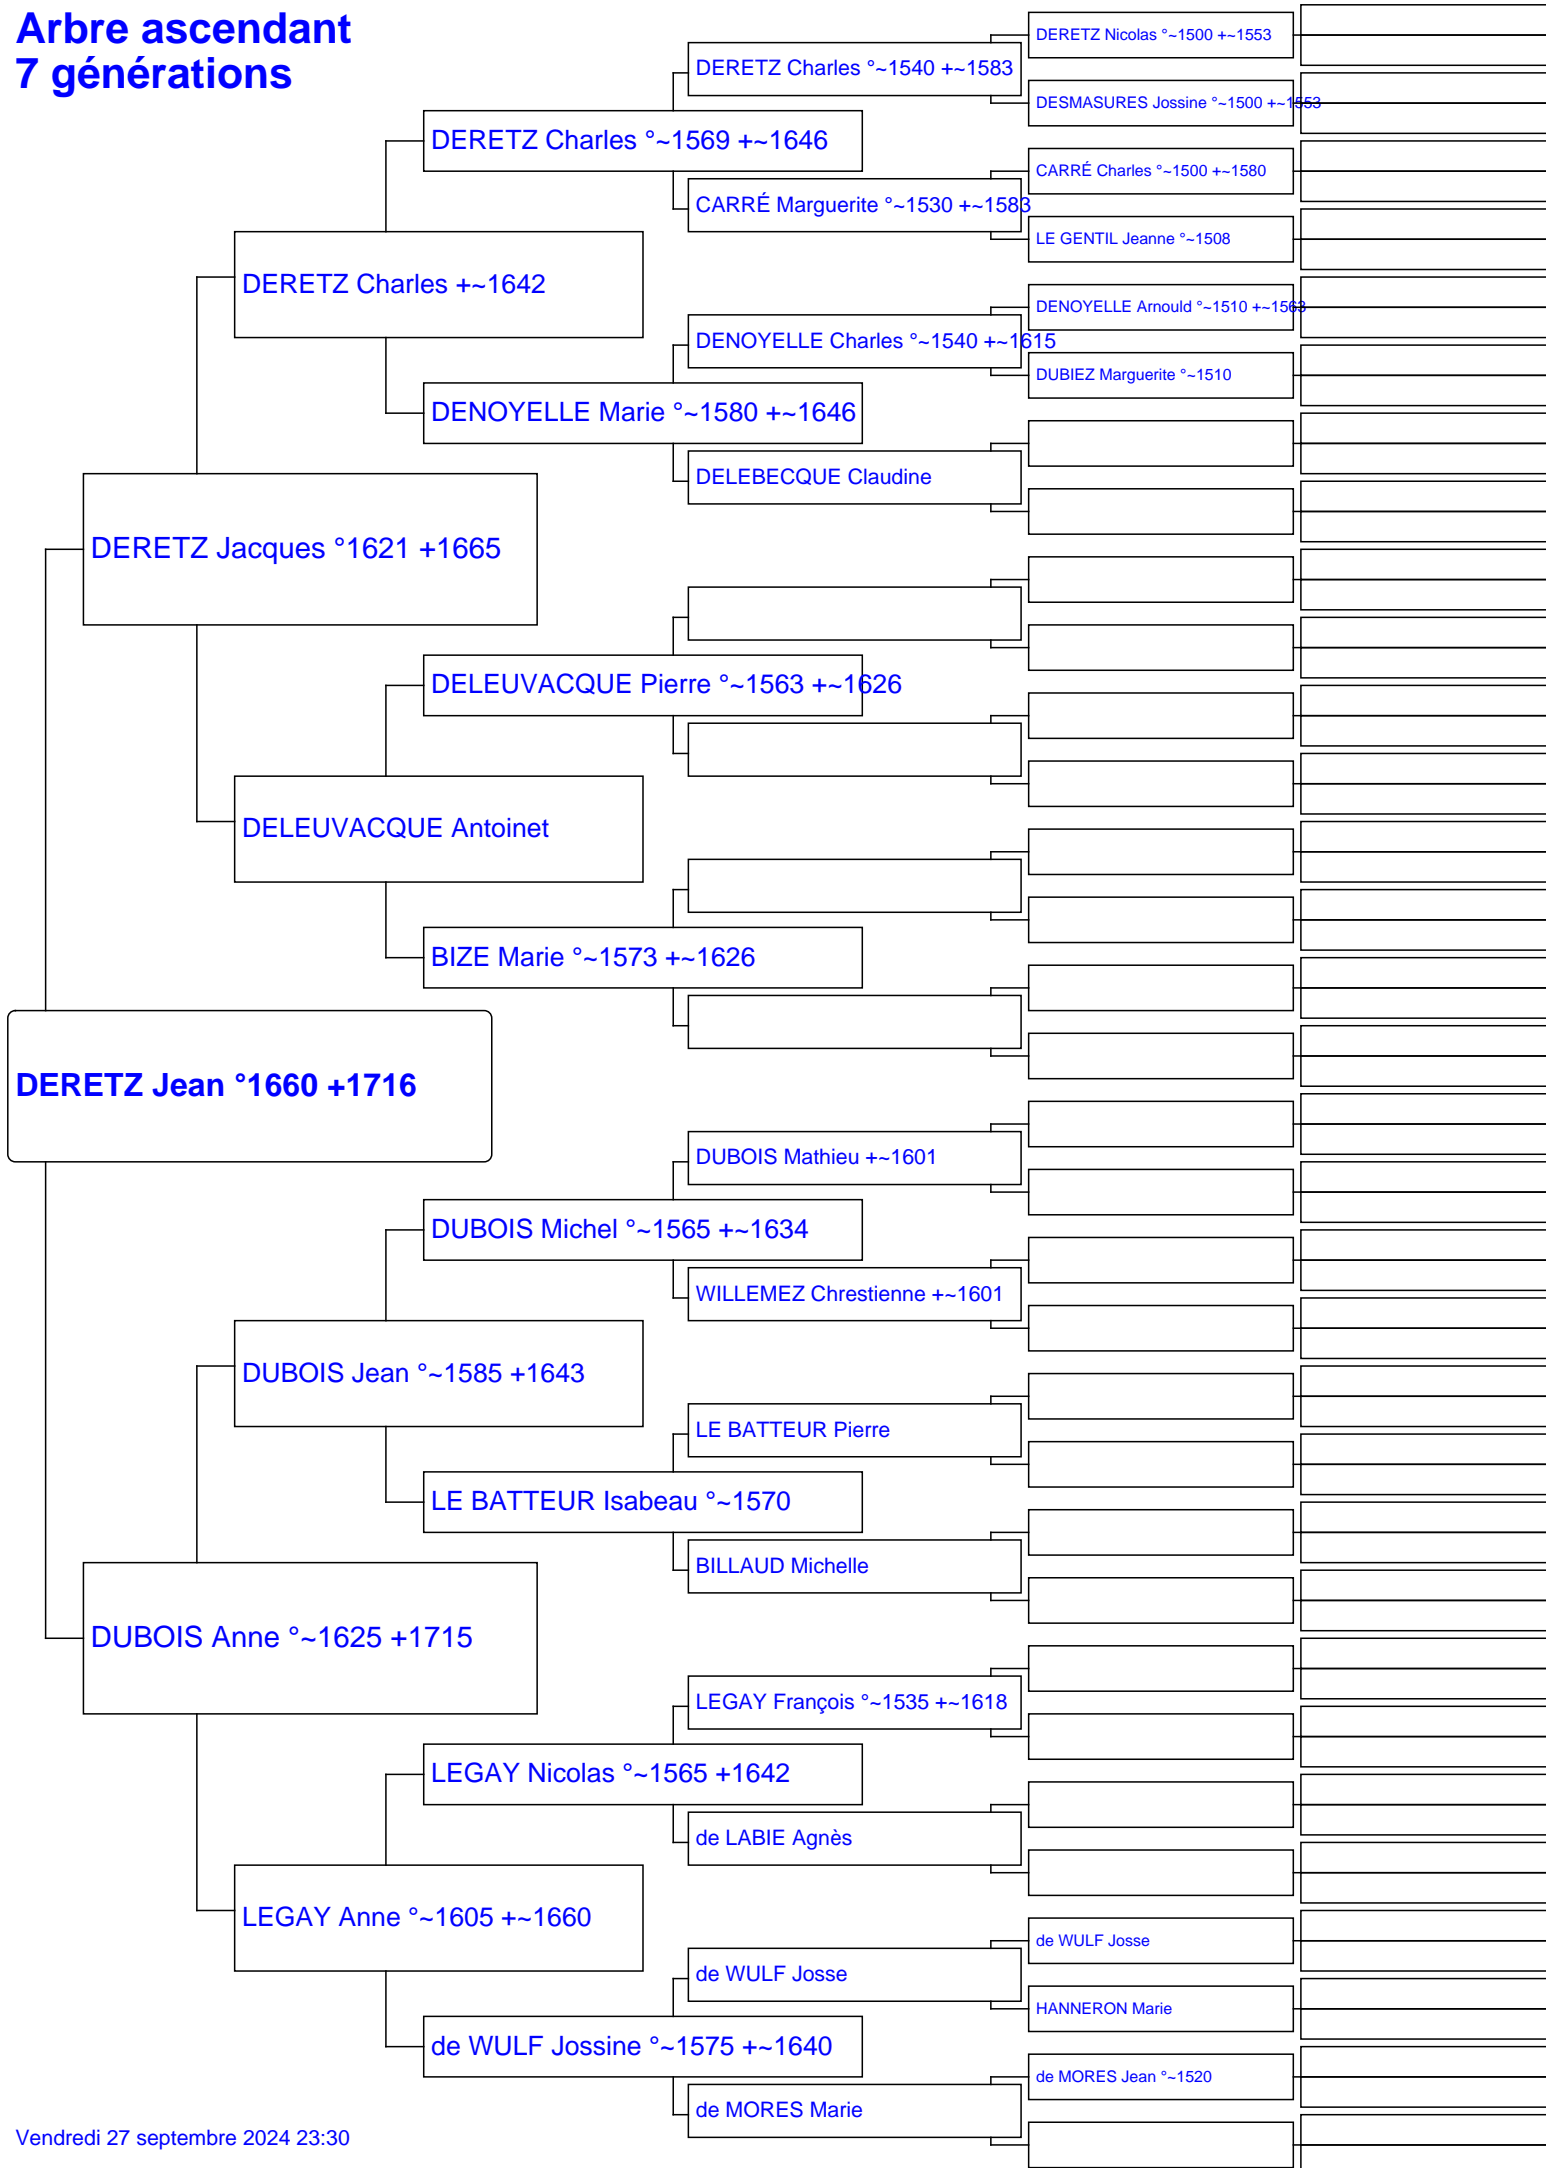 Arbre ascendant
7 générations
DERETZ Nicolas °~1500 +~1553
DERETZ Charles °~1540 +~1583
DESMASURES Jossine °~1500 +~1553
DERETZ Charles °~1569 +~1646
CARRÉ Charles °~1500 +~1580
CARRÉ Marguerite °~1530 +~1583
LE GENTIL Jeanne °~1508
DERETZ Charles +~1642
DENOYELLE Arnould °~1510 +~1563
DENOYELLE Charles °~1540 +~1615
DUBIEZ Marguerite °~1510
DENOYELLE Marie °~1580 +~1646
DELEBECQUE Claudine
DERETZ Jacques °1621 +1665
DELEUVACQUE Pierre °~1563 +~1626
DELEUVACQUE Antoinet
BIZE Marie °~1573 +~1626
DERETZ Jean °1660 +1716
DUBOIS Mathieu +~1601
DUBOIS Michel °~1565 +~1634
WILLEMEZ Chrestienne +~1601
DUBOIS Jean °~1585 +1643
LE BATTEUR Pierre
LE BATTEUR Isabeau °~1570
BILLAUD Michelle
DUBOIS Anne °~1625 +1715
LEGAY François °~1535 +~1618
LEGAY Nicolas °~1565 +1642
de LABIE Agnès
LEGAY Anne °~1605 +~1660
de WULF Josse
de WULF Josse
HANNERON Marie
de WULF Jossine °~1575 +~1640
de MORES Jean °~1520
de MORES Marie
Vendredi 27 septembre 2024 23:30